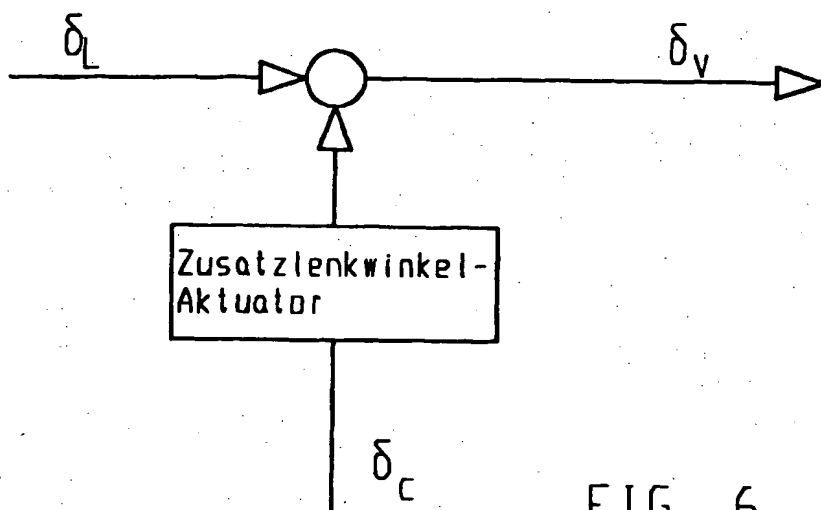 δL
δV
Zusatzlenkwinkel-
Aktuator
δC
FIG. 6